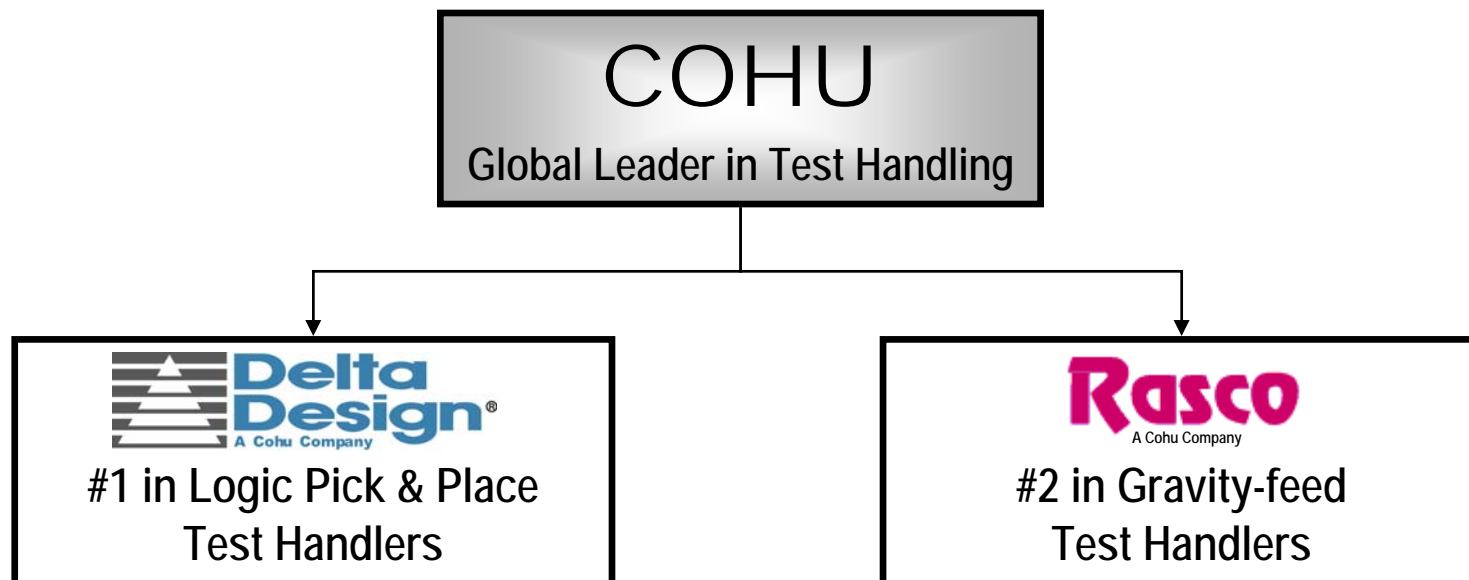 COHU
Global Leader in Test Handling
Delta
Design®
A Cohu Company
#1 in Logic Pick & Place
Test Handlers
Rasco
A Cohu Company
#2 in Gravity-feed
Test Handlers